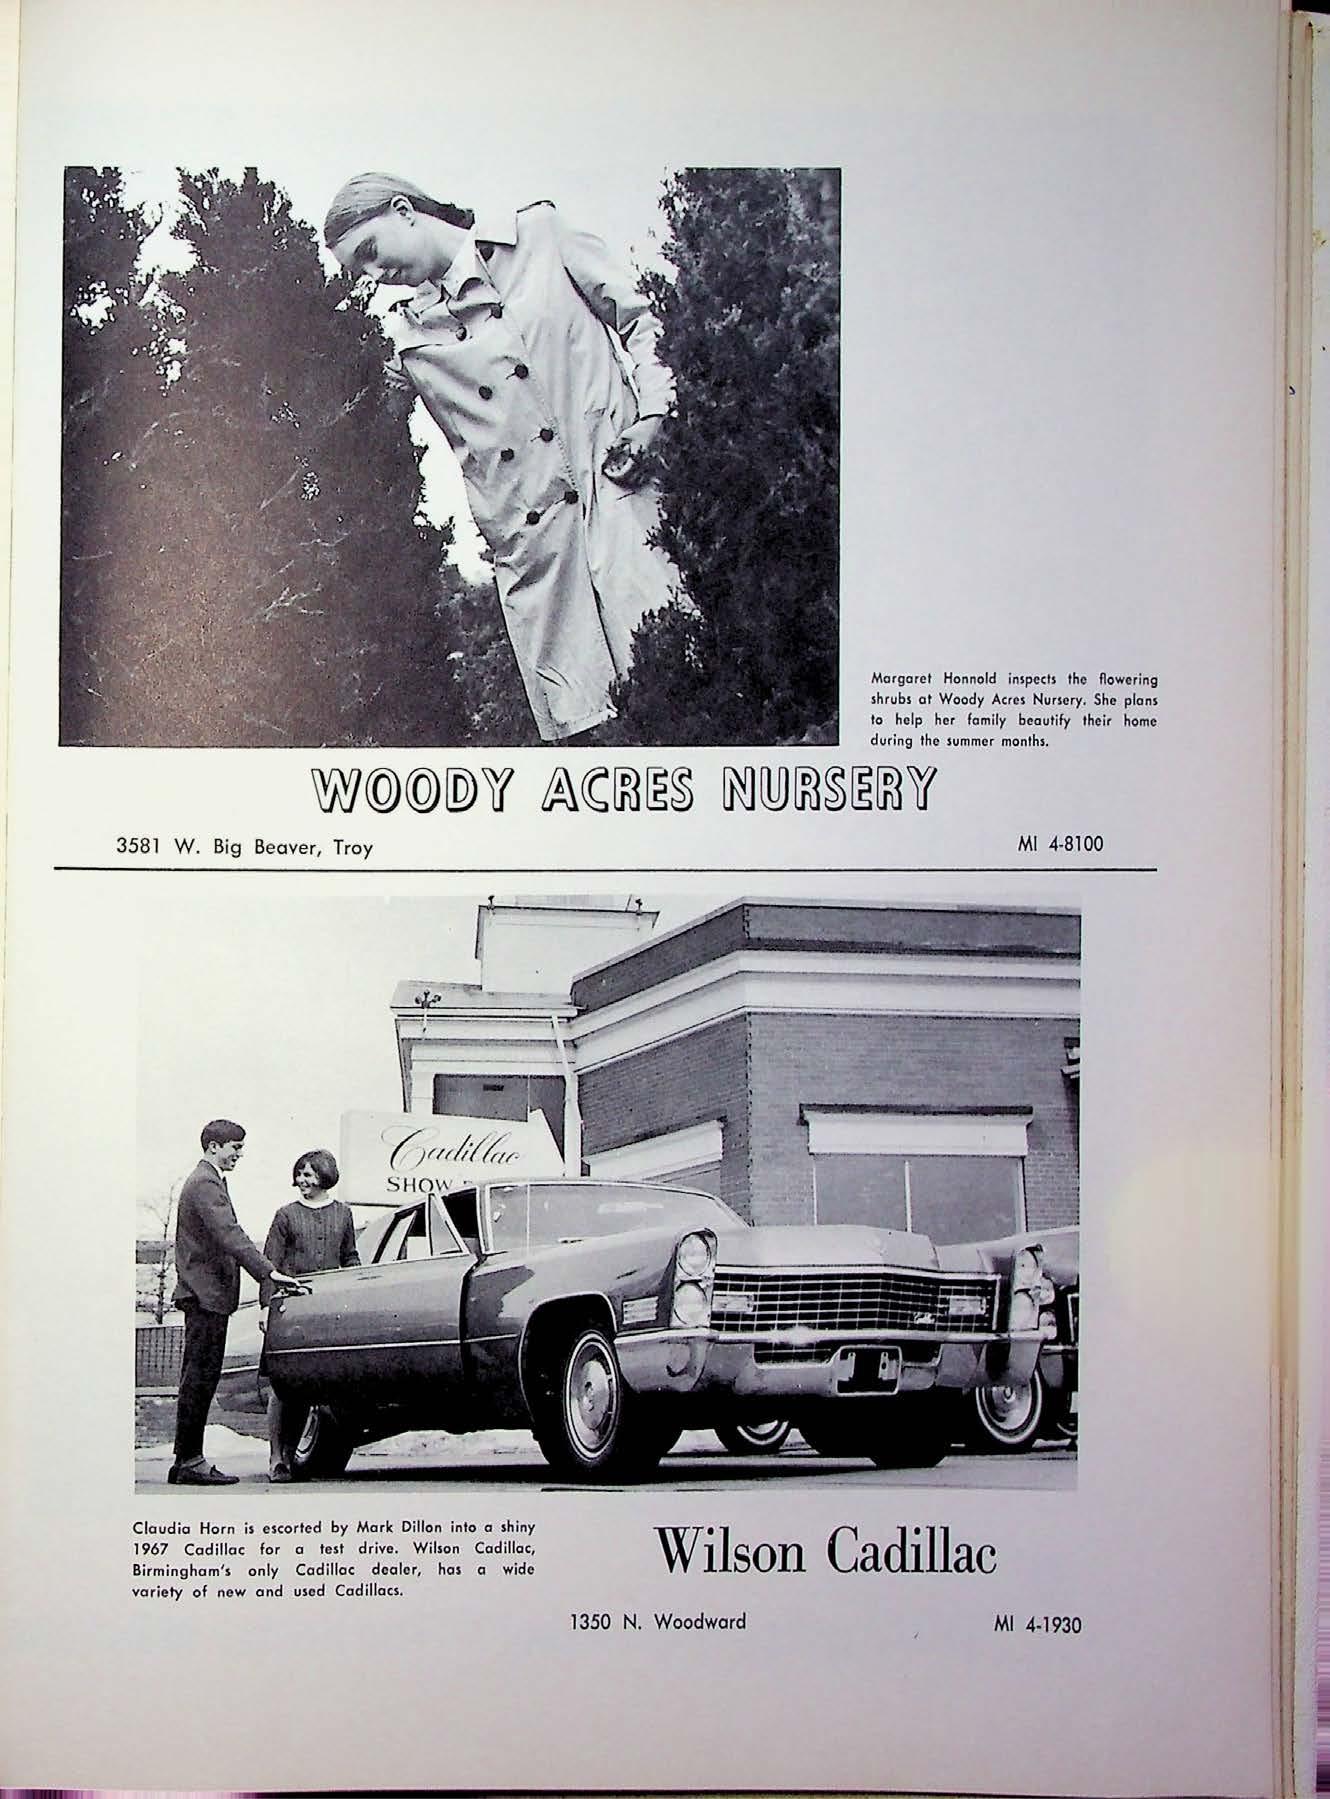 Margaret Honnold inspects the flowering
shrubs at Woody Acres Nursery. She plans
to help her family beautify their home
during the summer months.
WOODY ACRES NURSERY
3581 W. Big Beaver, Troy
MI 4-8100
Cadillac
SHOW
Claudia Horn is escorted by Mark Dillon into a shiny
1967 Cadillac for a test drive. Wilson Cadillac,
Birmingham's only Cadillac dealer, has a wide
variety of new and used Cadillacs.
Wilson Cadillac
1350 N. Woodward
MI 4-1930